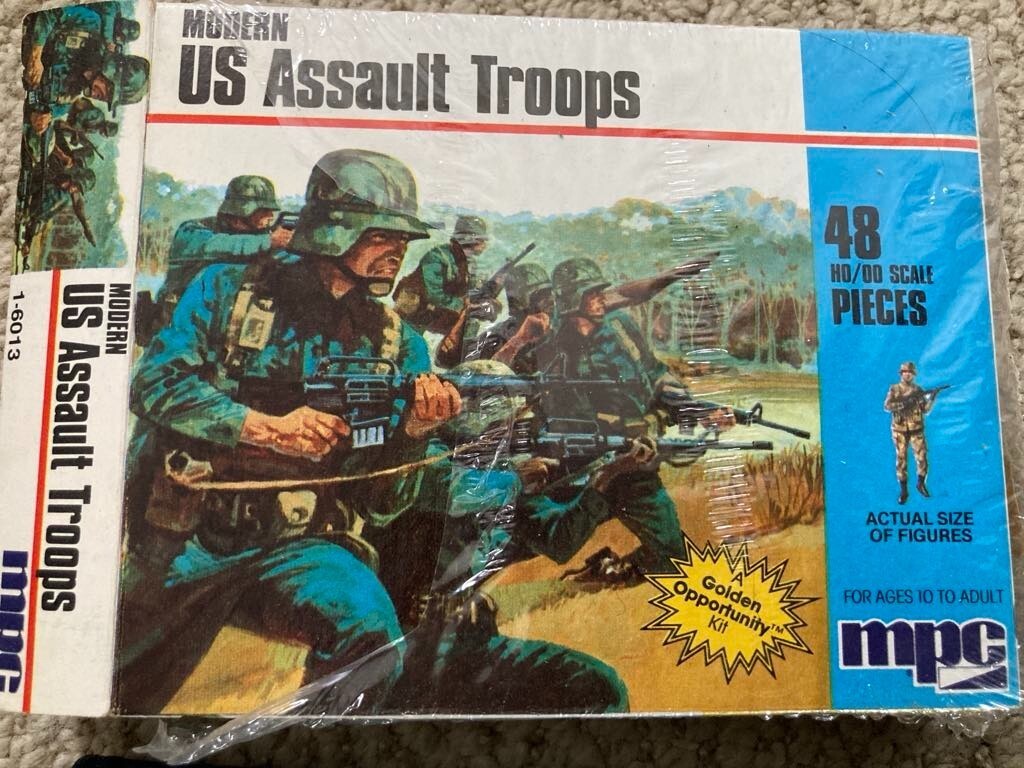 MODERN
US Assault Troops
48
HO/OO SCALE
PIECES
ACTUAL SIZE
OF FIGURES
FOR AGES 10 TO ADULT
mpc
A
Golden
Opportunity™
Kit
MODERN
US Assault Troops
1-6013
mpc